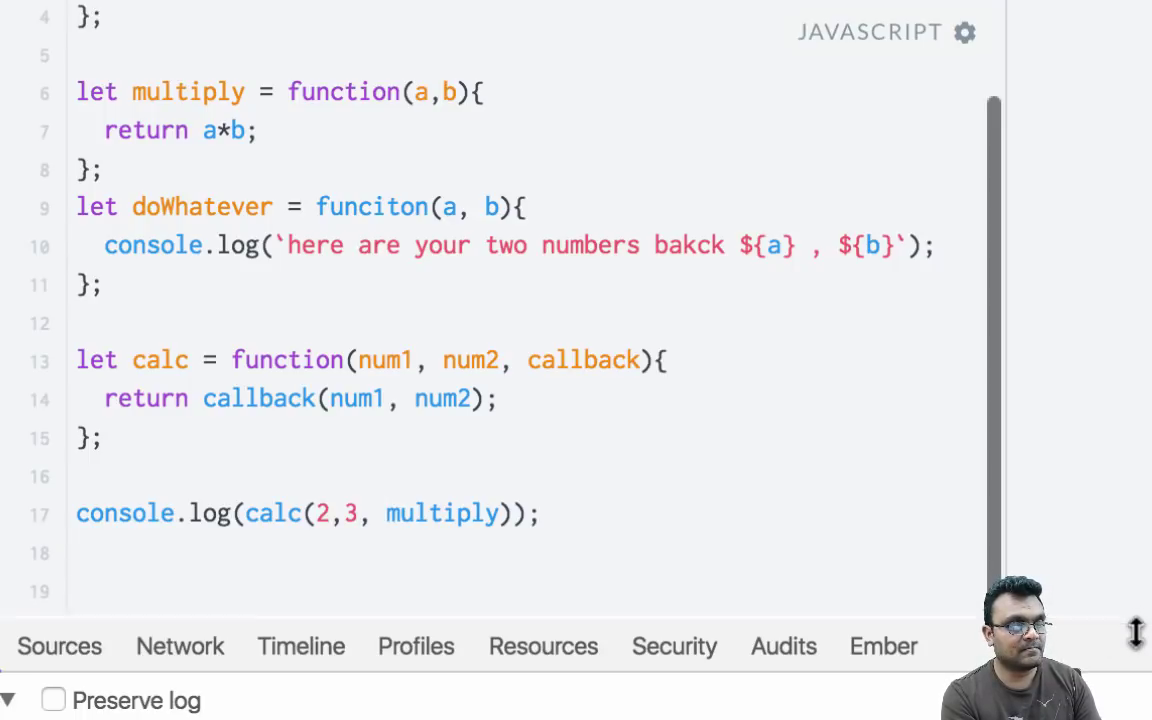 4 };
5
JAVASCRIPT
6 let multiply = function(a,b){
7 return a*b;
8 };
9 let doWhatever = funciton(a, b){
10 console.log(`here are your two numbers bakck ${a} , ${b}`);
11 };
12
13 let calc = function(num1, num2, callback){
14 return callback(num1, num2);
15 };
16
17 console.log(calc(2,3, multiply));
18
19
Sources Network Timeline Profiles Resources Security Audits Ember
Preserve log